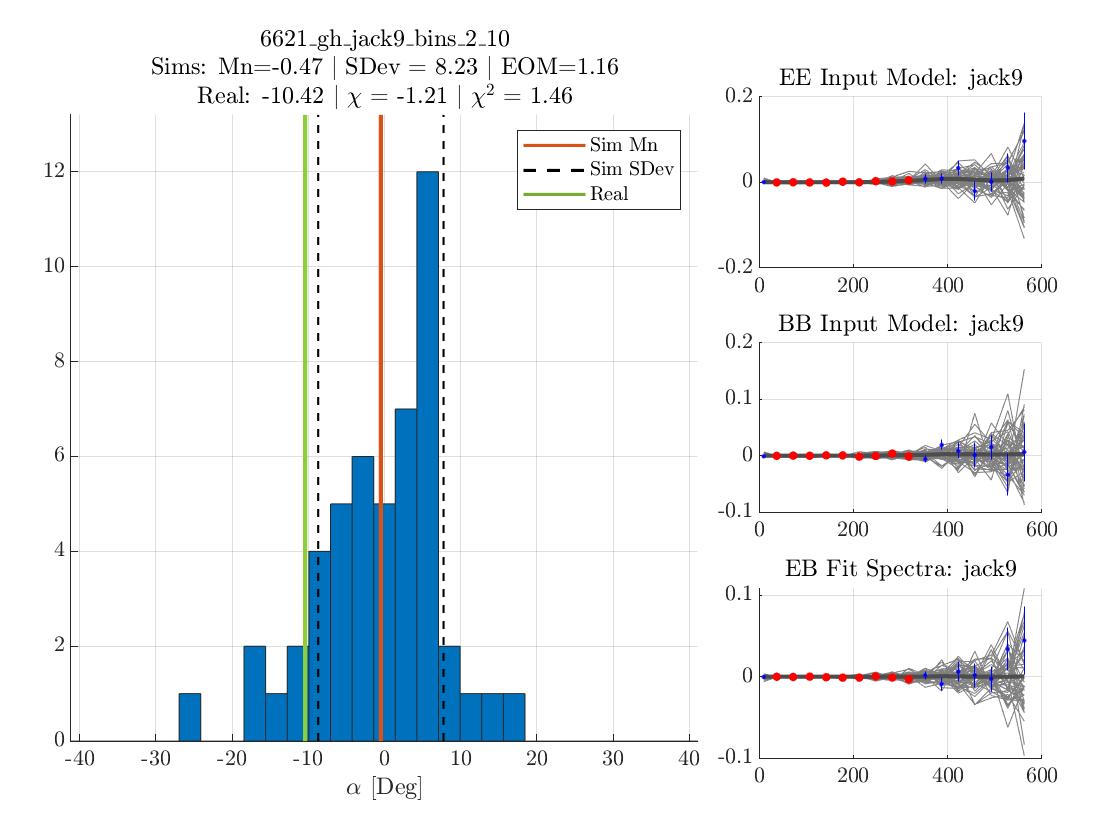 6621_gh_jack9_bins_2_10
Sims: Mn=-0.47 | SDev = 8.23 | EOM=1.16
Real: -10.42 | χ = -1.21 | χ² = 1.46
Sim Mn
Sim SDev
Real
12
10
8
6
4
2
0
-40 -30 -20 -10 0 10 20 30 40
α [Deg]
EE Input Model: jack9
0.2
0
-0.2
0 200 400 600
BB Input Model: jack9
0.2
0.1
0
-0.1
0 200 400 600
EB Fit Spectra: jack9
0.1
0
-0.1
0 200 400 600